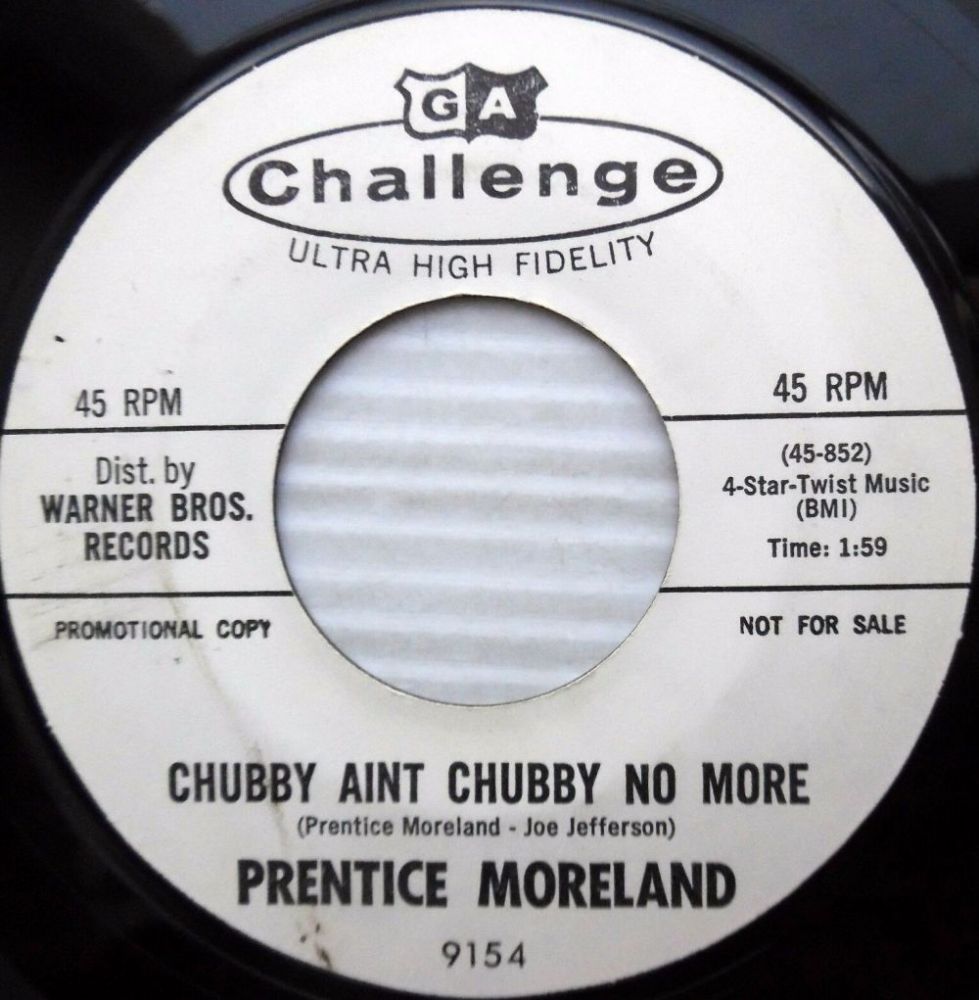 G A
Challenge
ULTRA HIGH FIDELITY
45 RPM
45 RPM
Dist. by
WARNER BROS.
RECORDS
(45-852)
4-Star-Twist Music
(BMI)
Time: 1:59
PROMOTIONAL COPY
NOT FOR SALE
CHUBBY AINT CHUBBY NO MORE
(Prentice Moreland - Joe Jefferson)
PRENTICE MORELAND
9154